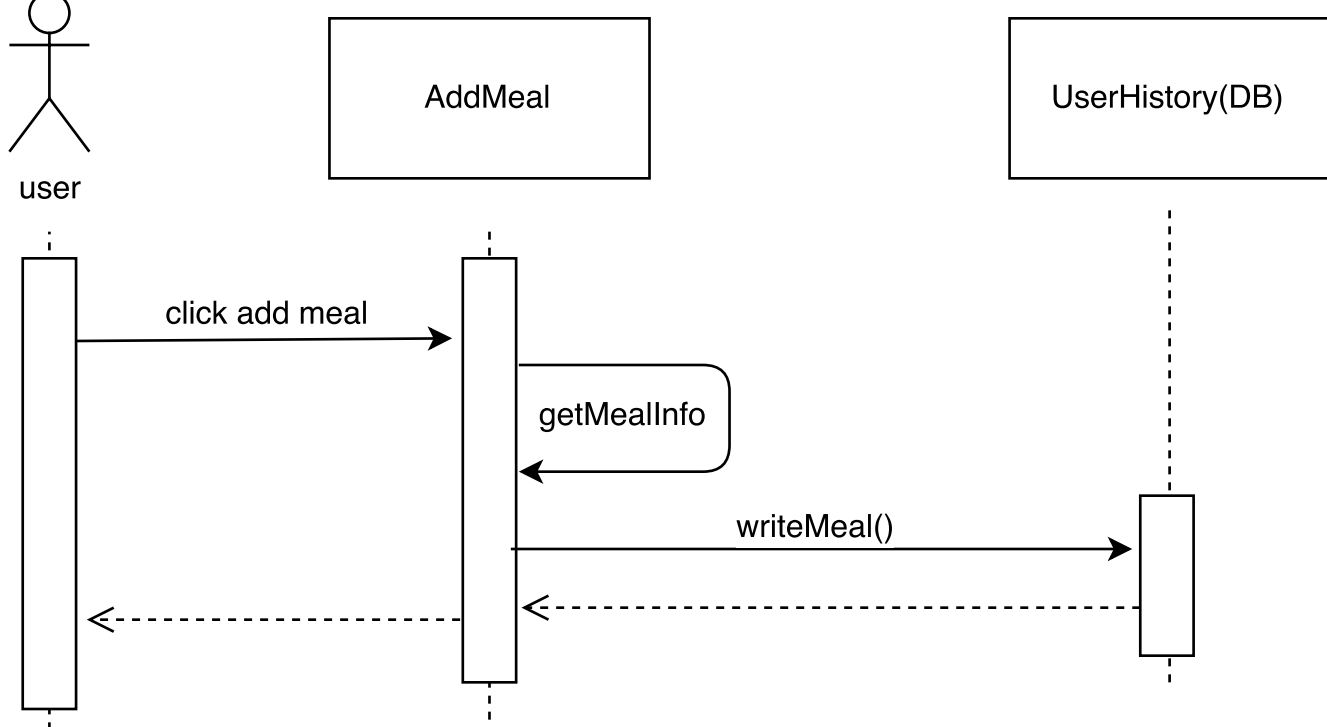 AddMeal
UserHistory(DB)
user
click add meal
getMealInfo
writeMeal()